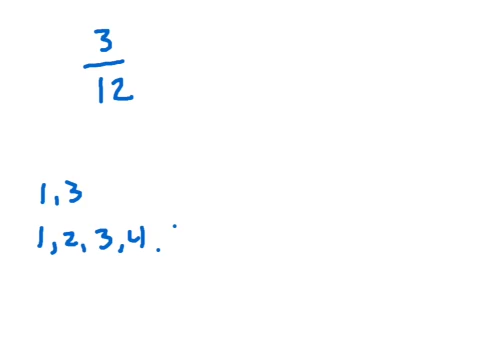 3
12
1, 3
1, 2, 3, 4,